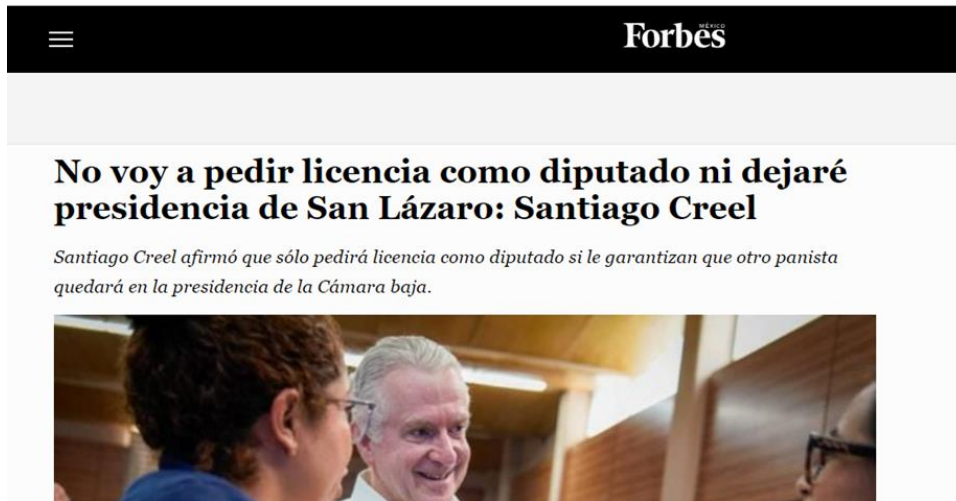 MÉXICO
Forbes
No voy a pedir licencia como diputado ni dejaré
presidencia de San Lázaro: Santiago Creel
Santiago Creel afirmó que sólo pedirá licencia como diputado si le garantizan que otro panista
quedará en la presidencia de la Cámara baja.